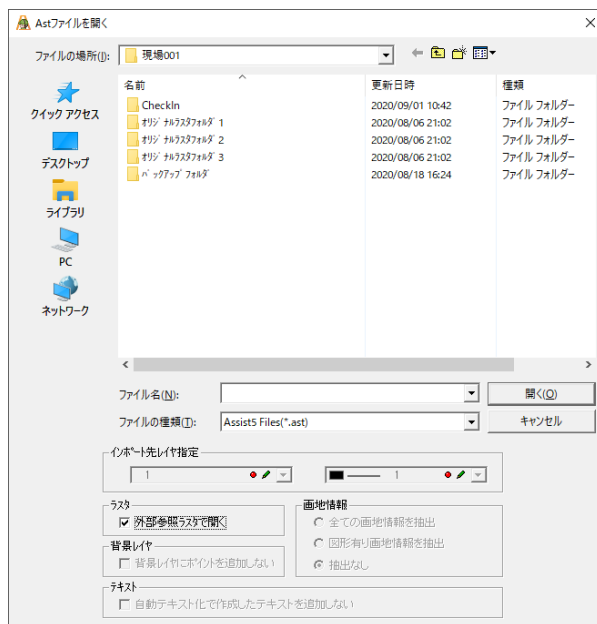 Astファイルを開く
ファイルの場所(I):
現場001
名前
更新日時
種類
CheckIn
2020/09/01 10:42
ファイル フォルダー
ｵﾘｼﾞﾅﾙﾗｽﾀﾌｫﾙﾀﾞ1
2020/08/06 21:02
ファイル フォルダー
ｵﾘｼﾞﾅﾙﾗｽﾀﾌｫﾙﾀﾞ2
2020/08/06 21:02
ファイル フォルダー
ｵﾘｼﾞﾅﾙﾗｽﾀﾌｫﾙﾀﾞ3
2020/08/06 21:02
ファイル フォルダー
ﾊﾞｯｸｱｯﾌﾟﾌｫﾙﾀﾞ
2020/08/18 16:24
ファイル フォルダー
クイック アクセス
デスクトップ
ライブラリ
PC
ネットワーク
ファイル名(N):
開く(O)
ファイルの種類(T):
Assist5 Files(*.ast)
キャンセル
インポート先レイヤ指定
1
1
ラスタ
外部参照ラスタで開く
背景レイヤ
背景レイヤにポイントを追加しない
画地情報
全ての画地情報を抽出
図形有り画地情報を抽出
抽出なし
テキスト
自動テキスト化で作成したテキストを追加しない